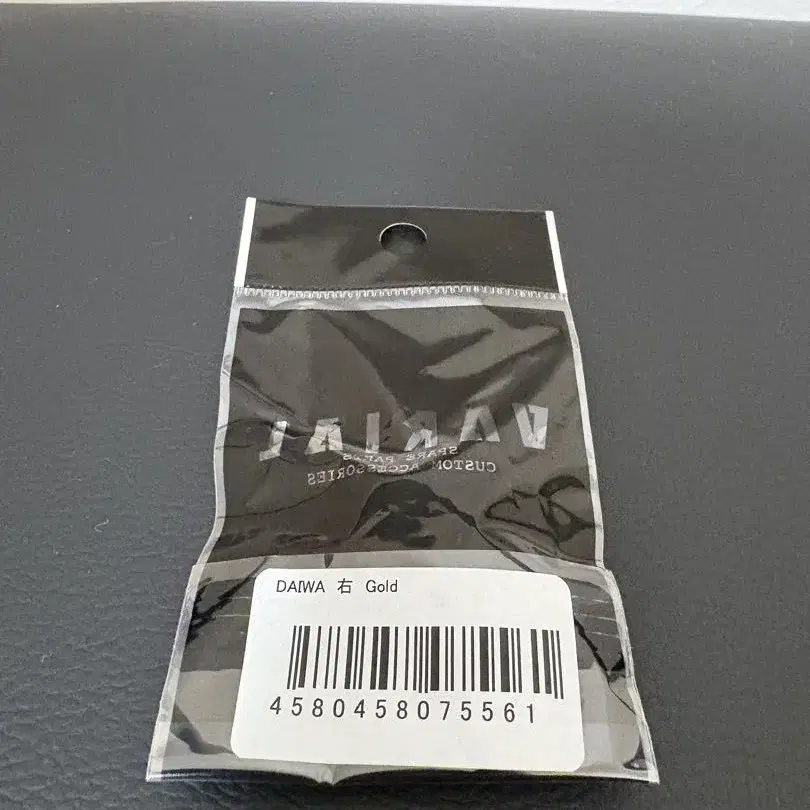 VARIAL
SPARE PARTS
CUSTOM ACCESSORIES
DAIWA 右 Gold
4580458075561